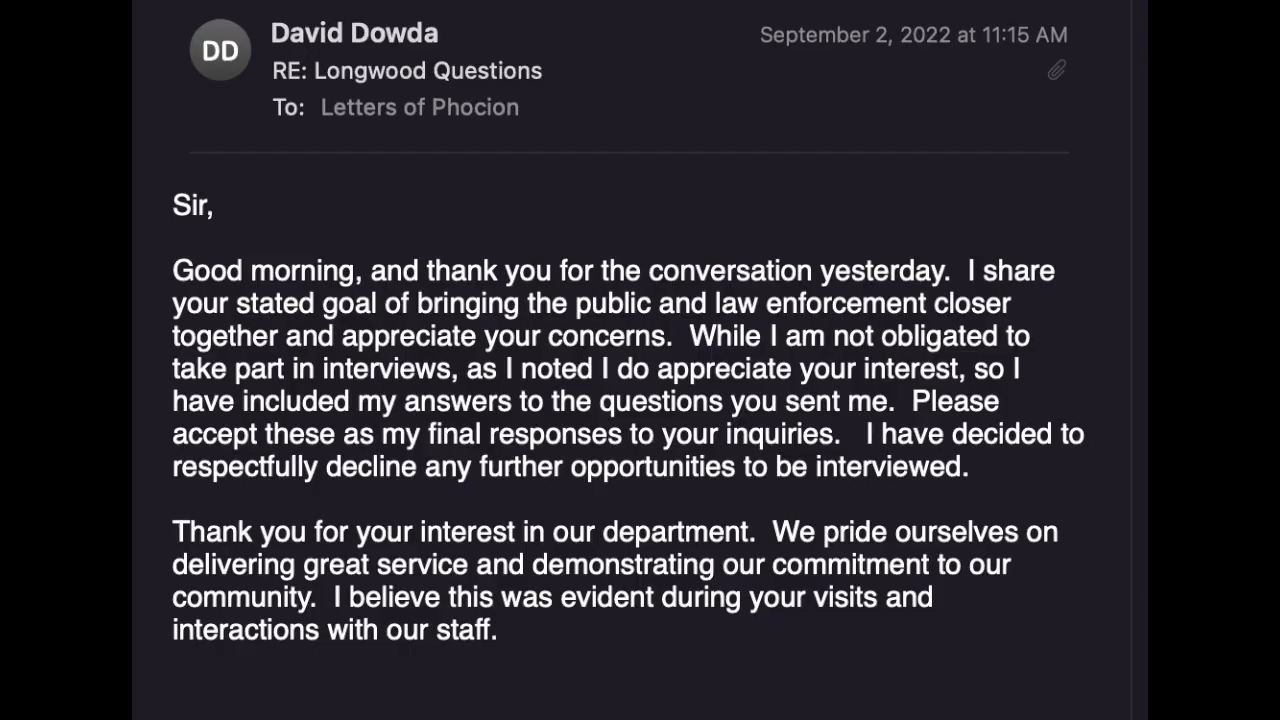 DD
David Dowda
September 2, 2022 at 11:15 AM
RE: Longwood Questions
To: Letters of Phocion
Sir,
Good morning, and thank you for the conversation yesterday.  I share
your stated goal of bringing the public and law enforcement closer
together and appreciate your concerns.  While I am not obligated to
take part in interviews, as I noted I do appreciate your interest, so I
have included my answers to the questions you sent me.  Please
accept these as my final responses to your inquiries.   I have decided to
respectfully decline any further opportunities to be interviewed.
Thank you for your interest in our department.  We pride ourselves on
delivering great service and demonstrating our commitment to our
community.  I believe this was evident during your visits and
interactions with our staff.